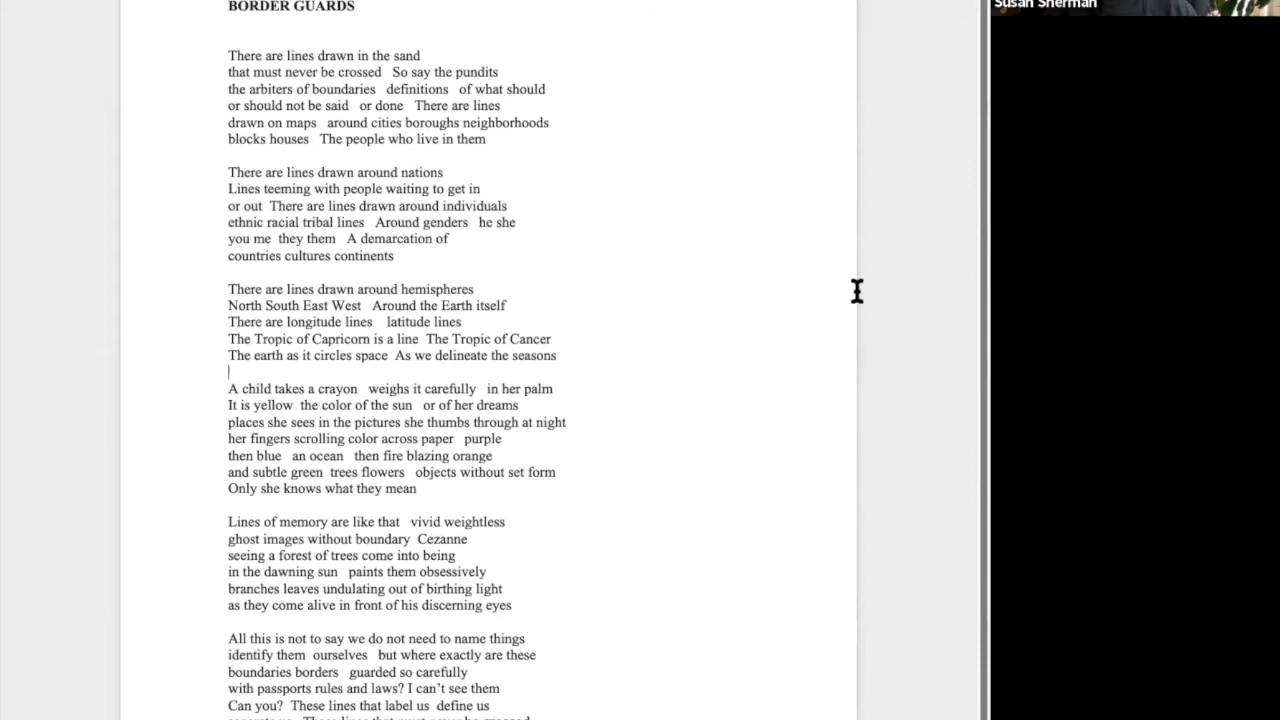 Susan Sherman
BORDER GUARDS
There are lines drawn in the sand
that must never be crossed   So say the pundits
the arbiters of boundaries   definitions   of what should
or should not be said   or done   There are lines
drawn on maps   around cities boroughs neighborhoods
blocks houses   The people who live in them
There are lines drawn around nations
Lines teeming with people waiting to get in
or out  There are lines drawn around individuals
ethnic racial tribal lines   Around genders   he she
you me  they them   A demarcation of
countries cultures continents
There are lines drawn around hemispheres
North South East West   Around the Earth itself
There are longitude lines    latitude lines
The Tropic of Capricorn is a line  The Tropic of Cancer
The earth as it circles space  As we delineate the seasons
A child takes a crayon   weighs it carefully   in her palm
It is yellow  the color of the sun   or of her dreams
places she sees in the pictures she thumbs through at night
her fingers scrolling color across paper   purple
then blue   an ocean   then fire blazing orange
and subtle green  trees flowers   objects without set form
Only she knows what they mean
Lines of memory are like that   vivid weightless
ghost images without boundary  Cezanne
seeing a forest of trees come into being
in the dawning sun   paints them obsessively
branches leaves undulating out of birthing light
as they come alive in front of his discerning eyes
All this is not to say we do not need to name things
identify them  ourselves   but where exactly are these
boundaries borders   guarded so carefully
with passports rules and laws? I can't see them
Can you?  These lines that label us  define us